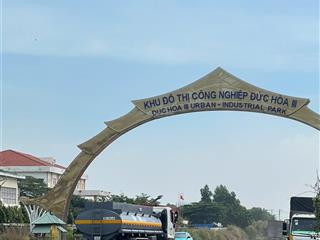 KHU ĐÔ THỊ CÔNG NGHIỆP ĐỨC HÒA III
DUC HOA III URBAN - INDUSTRIAL PARK